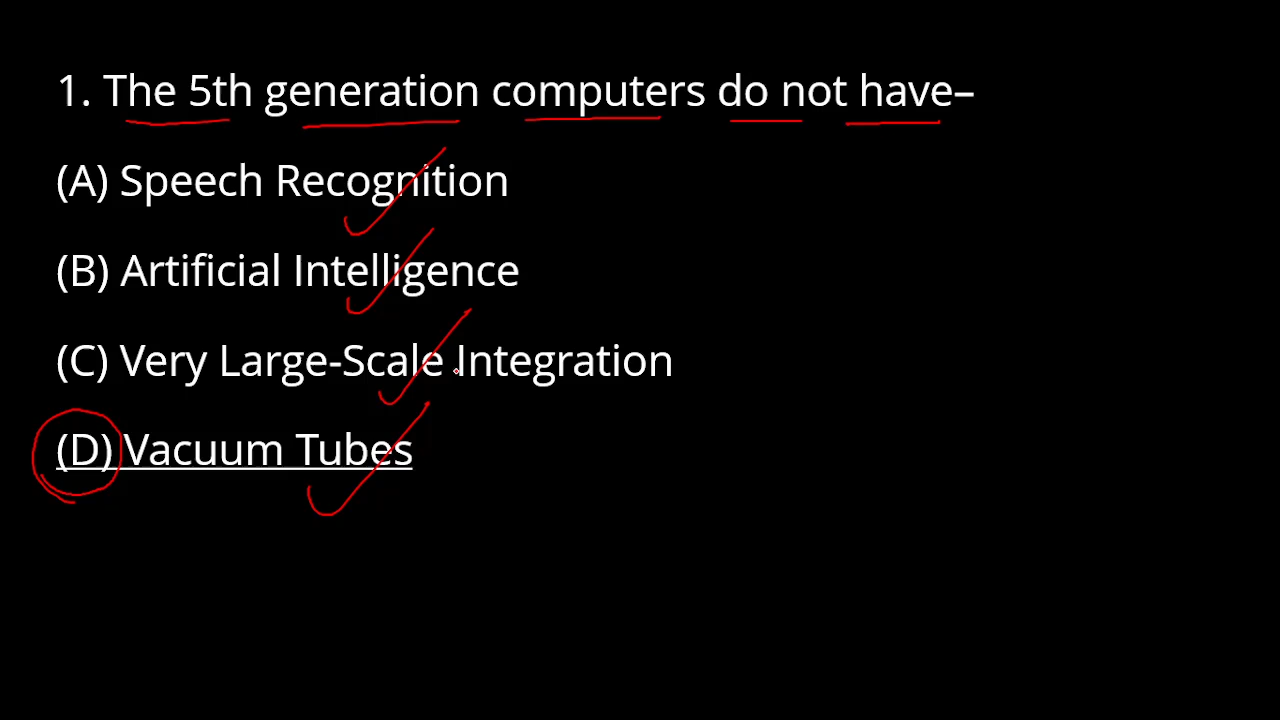 1. The 5th generation computers do not have–
(A) Speech Recognition
(B) Artificial Intelligence
(C) Very Large-Scale Integration
(D) Vacuum Tubes